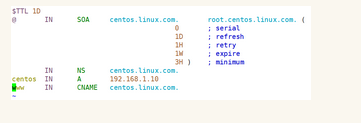 $TTL 1D
@ IN SOA centos.linux.com. root.centos.linux.com. (
0 ; serial
1D ; refresh
1H ; retry
1W ; expire
3H ) ; minimum
IN NS centos.linux.com.
centos IN A 192.168.1.10
www IN CNAME centos.linux.com.
~